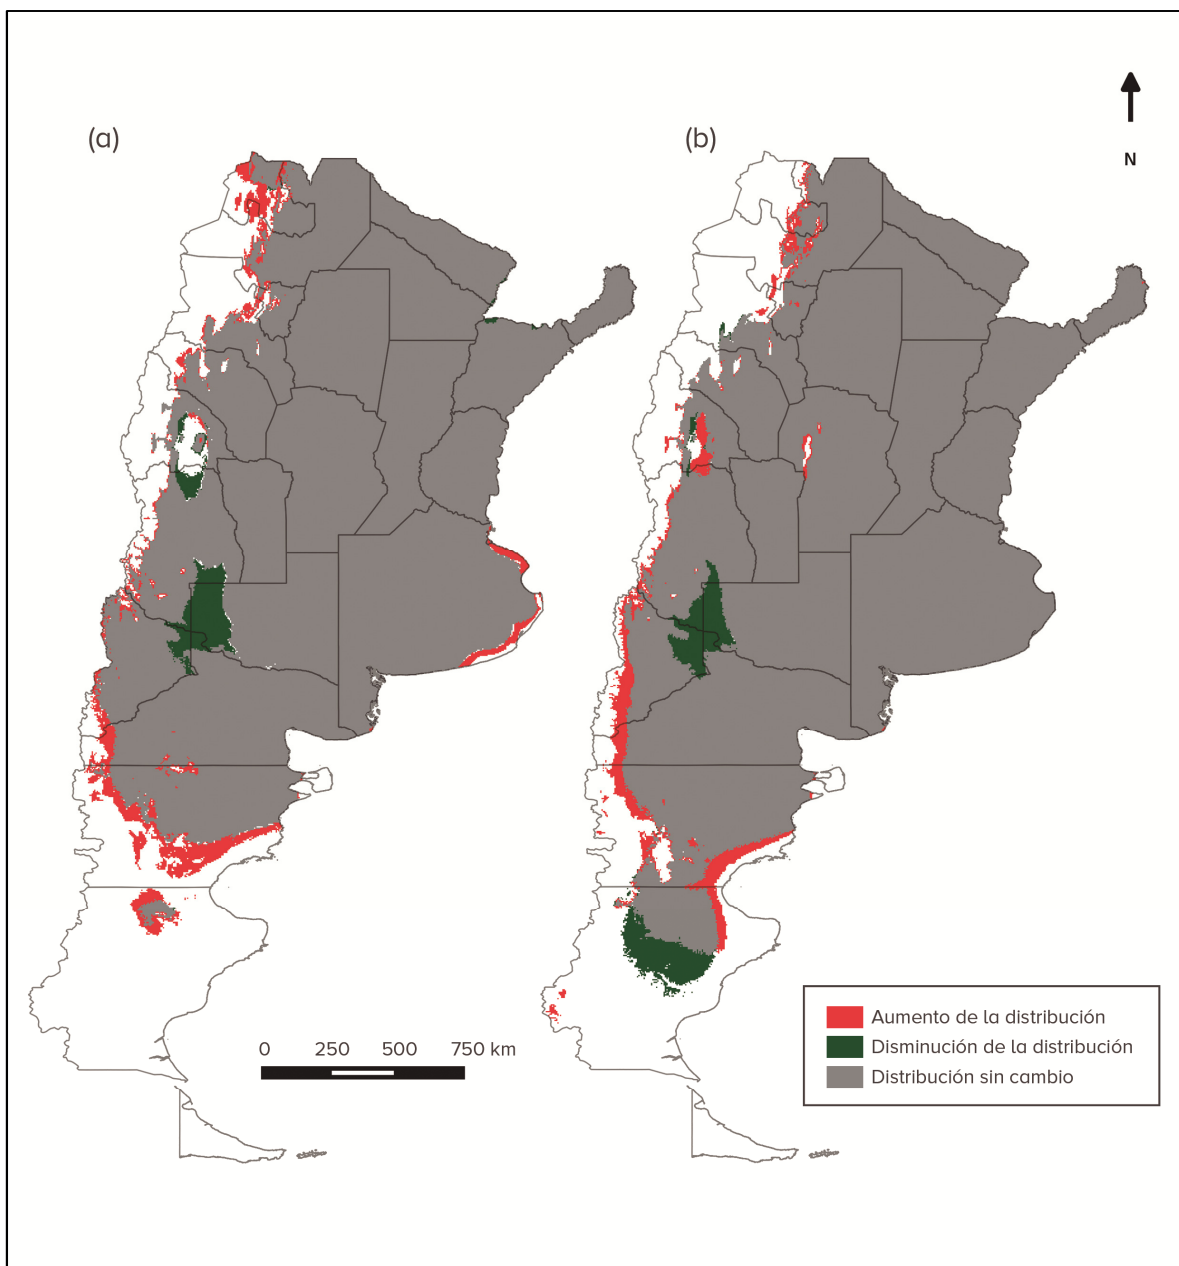 (a)
(b)
N
Aumento de la distribución
Disminución de la distribución
Distribución sin cambio
0 250 500 750 km